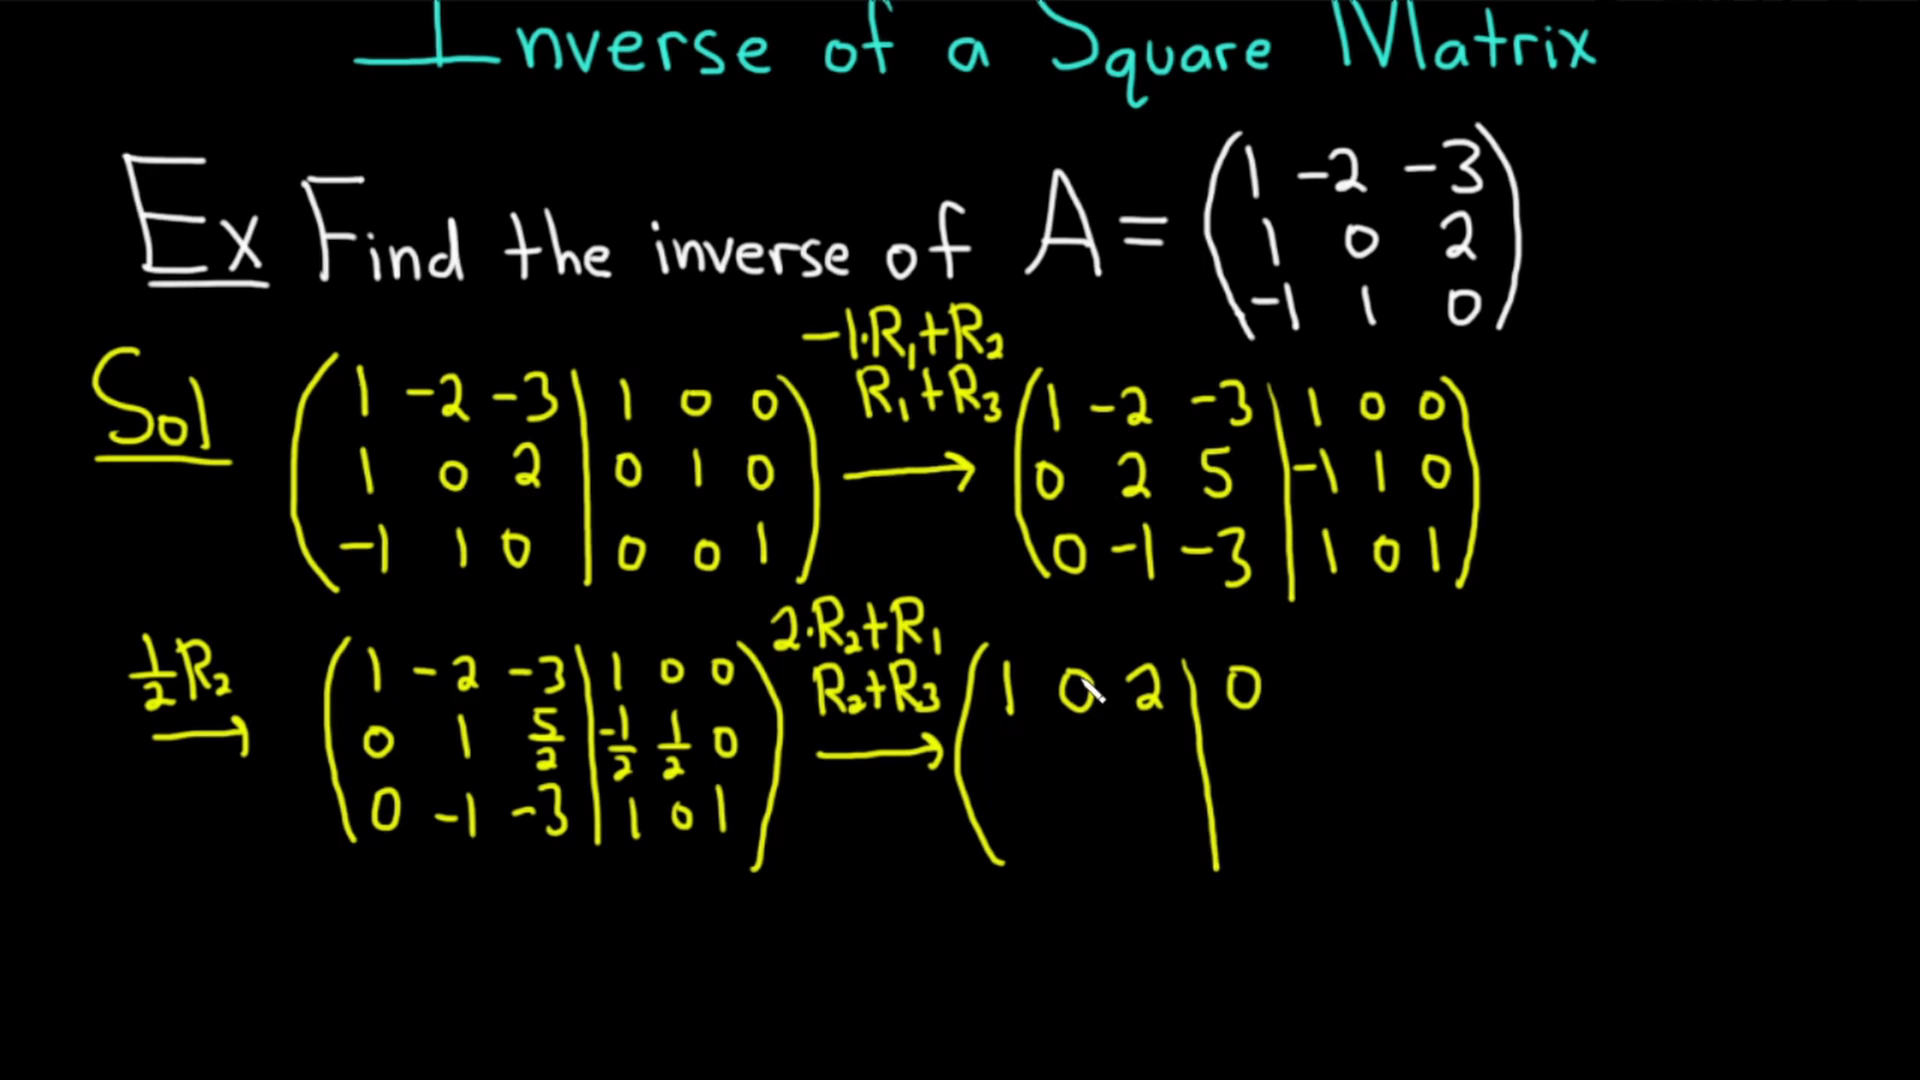 Inverse of a Square Matrix
Ex Find the inverse of A = ( 1 -2 -3
1 0 2
-1 1 0 )
-1·R₁+R₂
R₁+R₃
Sol ( 1 -2 -3 | 1 0 0
1 0 2 | 0 1 0
-1 1 0 | 0 0 1 )
→ ( 1 -2 -3 | 1 0 0
0 2 5 | -1 1 0
0 -1 -3 | 1 0 1 )
1/2 R₂
→ ( 1 -2 -3 | 1 0 0
0 1 5/2 | -1/2 1/2 0
0 -1 -3 | 1 0 1 )
2·R₂+R₁
R₂+R₃
→ ( 1 0 2 | 0